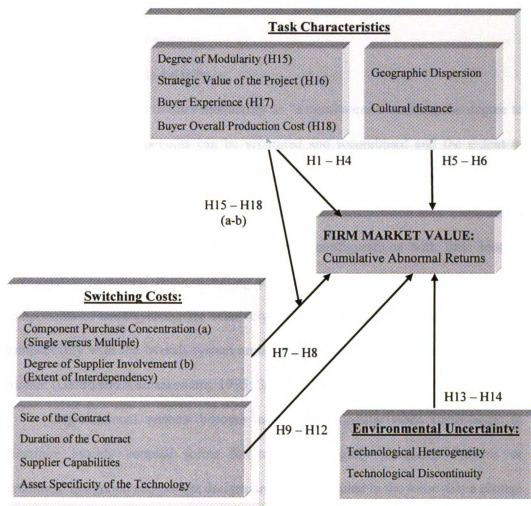 Task Characteristics
Degree of Modularity (H15)
Strategic Value of the Project (H16)
Buyer Experience (H17)
Buyer Overall Production Cost (H18)
Geographic Dispersion
Cultural distance
H1 – H4
H5 – H6
H15 – H18
(a-b)
FIRM MARKET VALUE:
Cumulative Abnormal Returns
Switching Costs:
Component Purchase Concentration (a)
(Single versus Multiple)
Degree of Supplier Involvement (b)
(Extent of Interdependency)
H7 – H8
Size of the Contract
Duration of the Contract
Supplier Capabilities
Asset Specificity of the Technology
H9 – H12
H13 – H14
Environmental Uncertainty:
Technological Heterogeneity
Technological Discontinuity